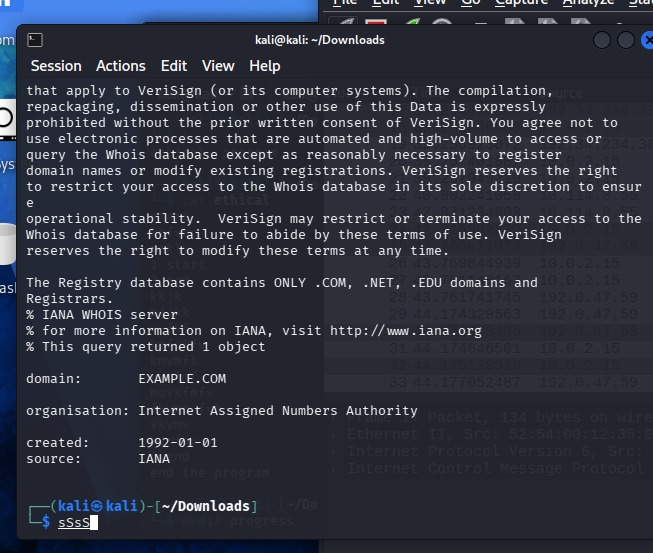 File Edit View Go Capture Analyze
kali@kali: ~/Downloads
Session Actions Edit View Help
that apply to VeriSign (or its computer systems). The compilation,
repackaging, dissemination or other use of this Data is expressly
prohibited without the prior written consent of VeriSign. You agree not to
use electronic processes that are automated and high-volume to access or
query the Whois database except as reasonably necessary to register
domain names or modify existing registrations. VeriSign reserves the right
to restrict your access to the Whois database in its sole discretion to ensur
e
operational stability.  VeriSign may restrict or terminate your access to the
Whois database for failure to abide by these terms of use. VeriSign
reserves the right to modify these terms at any time.
The Registry database contains ONLY .COM, .NET, .EDU domains and
Registrars.
% IANA WHOIS server
% for more information on IANA, visit http://www.iana.org
% This query returned 1 object
domain:       EXAMPLE.COM
organisation: Internet Assigned Numbers Authority
created:      1992-01-01
source:       IANA
33 44.177052487 192.0.47.59
Packet, 134 bytes on wire
Ethernet II, Src: 52:54:00:12:35:0
Internet Protocol Version 6, Src:
Internet Control Message Protocol
end the program
┌──(kali㉿kali)-[~/Downloads]
└─$ sSsS